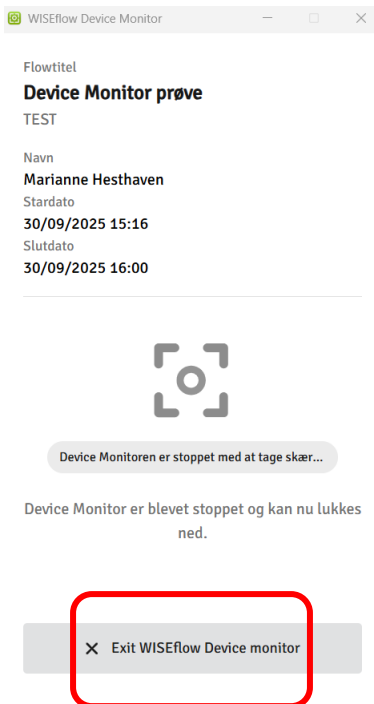 WISEflow Device Monitor
Flowtitel
Device Monitor prøve
TEST
Navn
Marianne Hesthaven
Stardato
30/09/2025 15:16
Slutdato
30/09/2025 16:00
Device Monitoren er stoppet med at tage skær...
Device Monitor er blevet stoppet og kan nu lukkes
ned.
Exit WISEflow Device monitor